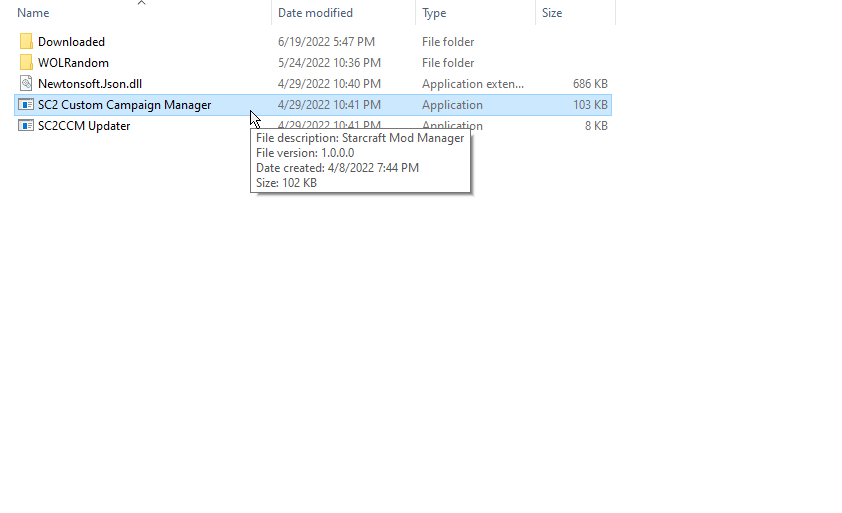 Name Date modified Type Size
Downloaded 6/19/2022 5:47 PM File folder
WOLRandom 5/24/2022 10:36 PM File folder
Newtonsoft.Json.dll 4/29/2022 10:40 PM Application exten... 686 KB
SC2 Custom Campaign Manager 4/29/2022 10:41 PM Application 103 KB
SC2CCM Updater 4/29/2022 10:41 PM Application 8 KB
File description: Starcraft Mod Manager
File version: 1.0.0.0
Date created: 4/8/2022 7:44 PM
Size: 102 KB